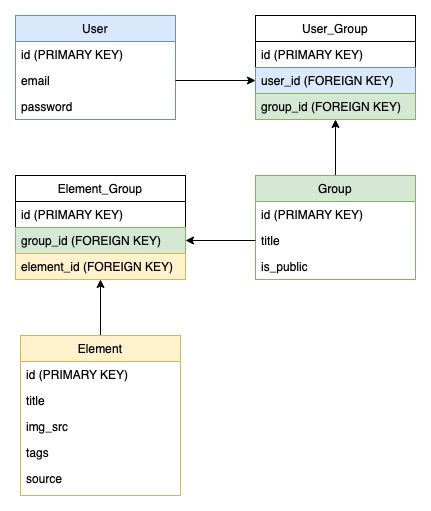 User
id (PRIMARY KEY)
email
password
User_Group
id (PRIMARY KEY)
user_id (FOREIGN KEY)
group_id (FOREIGN KEY)
Element_Group
id (PRIMARY KEY)
group_id (FOREIGN KEY)
element_id (FOREIGN KEY)
Group
id (PRIMARY KEY)
title
is_public
Element
id (PRIMARY KEY)
title
img_src
tags
source